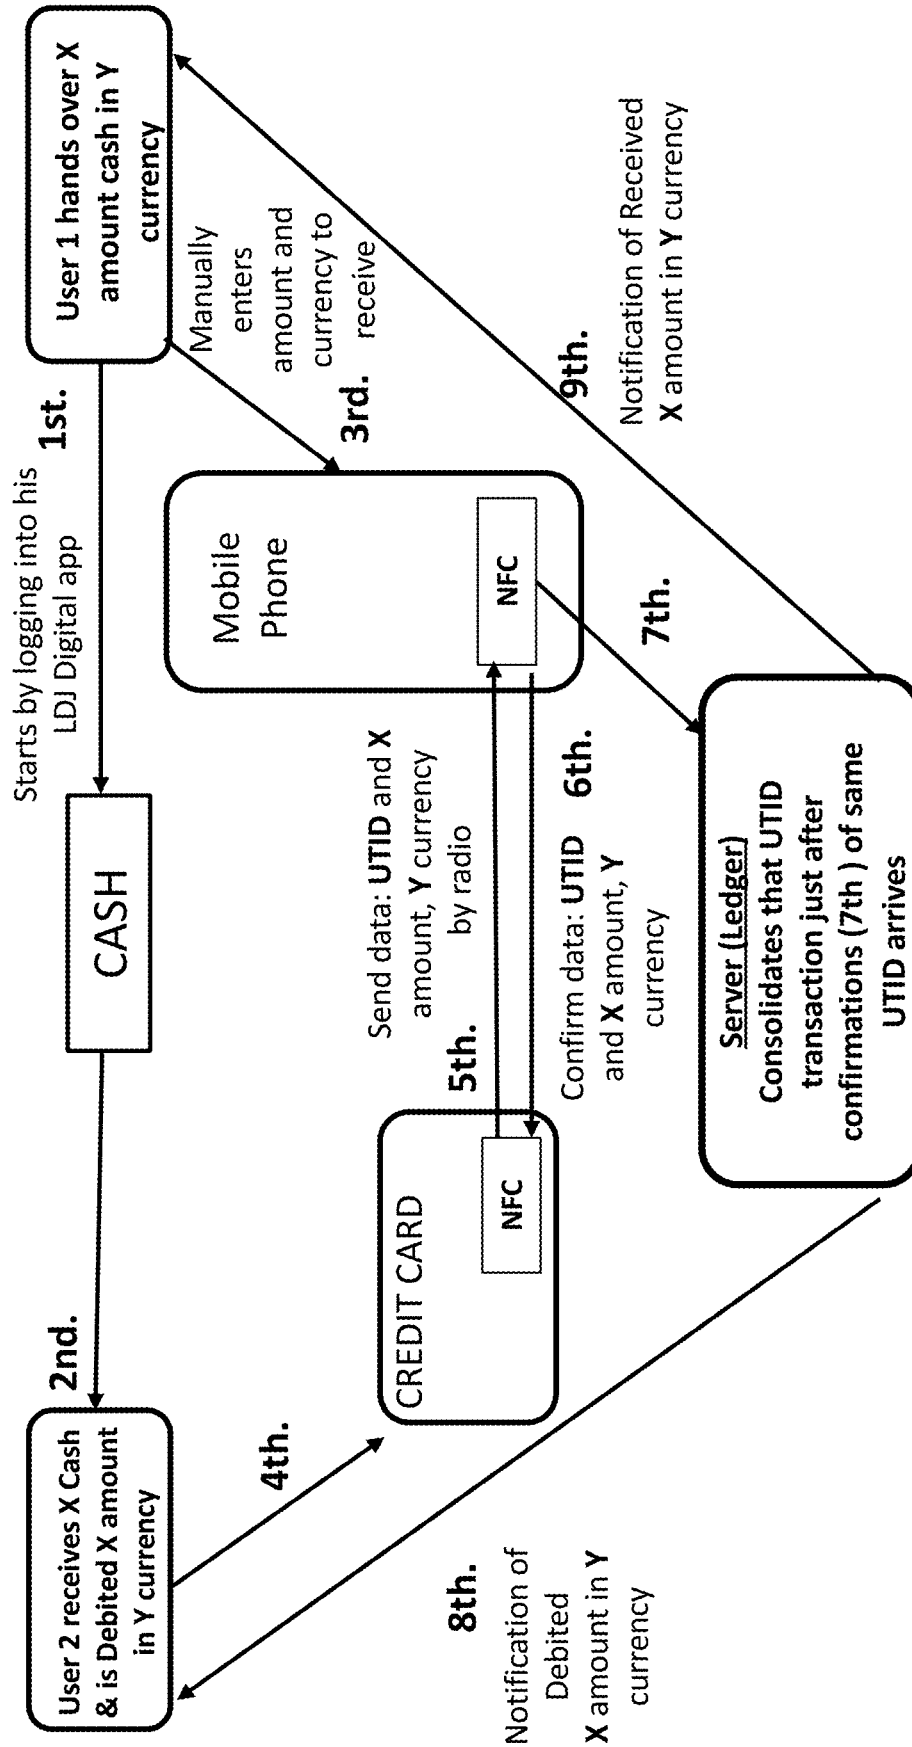 User 2 receives X Cash
& is Debited X amount
in Y currency
2nd.
CASH
Starts by logging into his
LDJ Digital app
1st.
User 1 hands over X
amount cash in Y
currency
4th.
CREDIT CARD
NFC
5th.
Send data: UTID and X
amount, Y currency
by radio
Confirm data: UTID
and X amount, Y
currency
6th.
Mobile
Phone
NFC
3rd.
Manually
enters
amount and
currency to
receive
8th.
Notification of
Debited
X amount in Y
currency
Server (Ledger)
Consolidates that UTID
transaction just after
confirmations (7th ) of same
UTID arrives
7th.
9th.
Notification of Received
X amount in Y currency